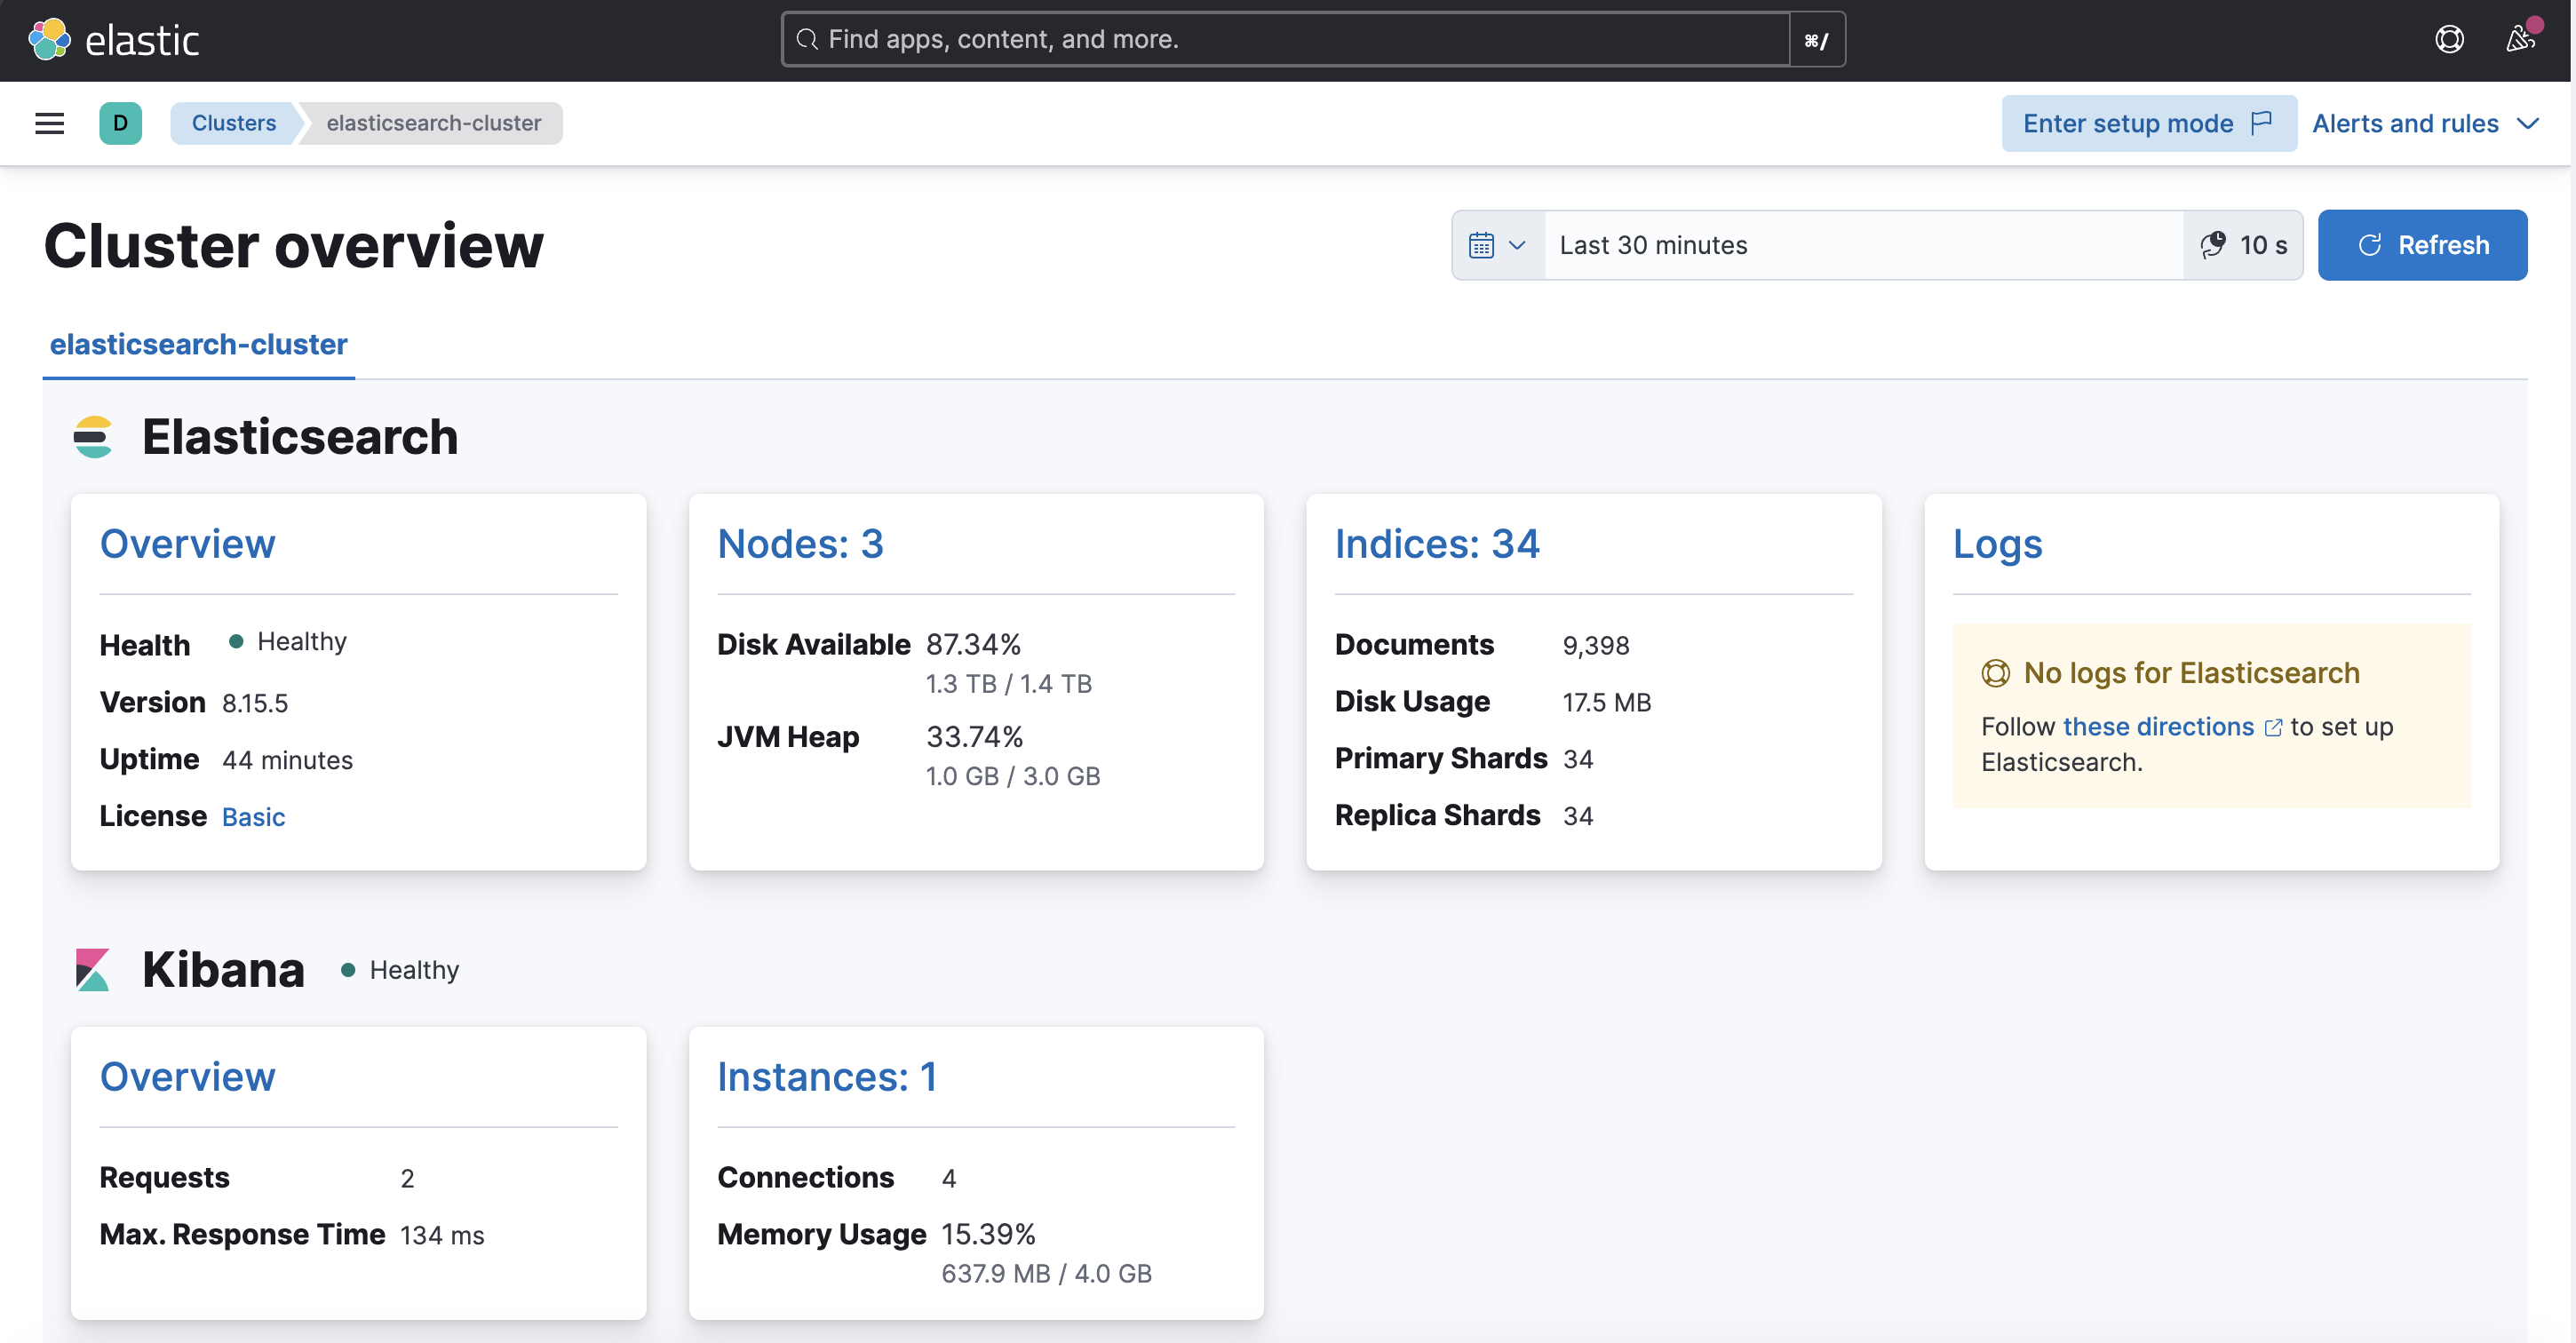 elastic
Find apps, content, and more.
⌘/
D
Clusters
elasticsearch-cluster
Enter setup mode
Alerts and rules
Cluster overview
Last 30 minutes
10 s
Refresh
elasticsearch-cluster
Elasticsearch
Overview
Health Healthy
Version 8.15.5
Uptime 44 minutes
License Basic
Nodes: 3
Disk Available 87.34%
1.3 TB / 1.4 TB
JVM Heap 33.74%
1.0 GB / 3.0 GB
Indices: 34
Documents 9,398
Disk Usage 17.5 MB
Primary Shards 34
Replica Shards 34
Logs
No logs for Elasticsearch
Follow these directions to set up
Elasticsearch.
Kibana Healthy
Overview
Requests 2
Max. Response Time 134 ms
Instances: 1
Connections 4
Memory Usage 15.39%
637.9 MB / 4.0 GB